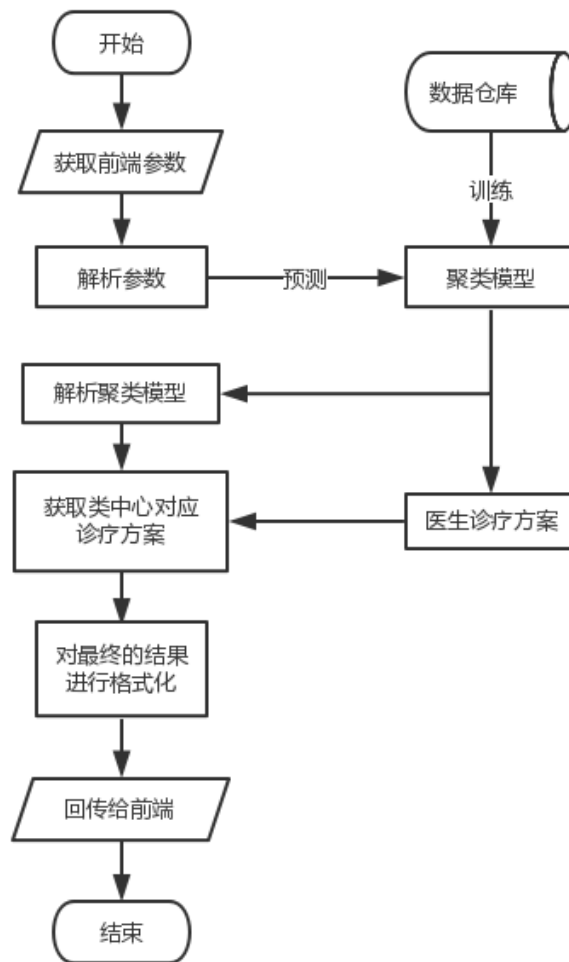 开始
数据仓库
获取前端参数
训练
解析参数
预测
聚类模型
解析聚类模型
获取类中心对应
诊疗方案
医生诊疗方案
对最终的结果
进行格式化
回传给前端
结束